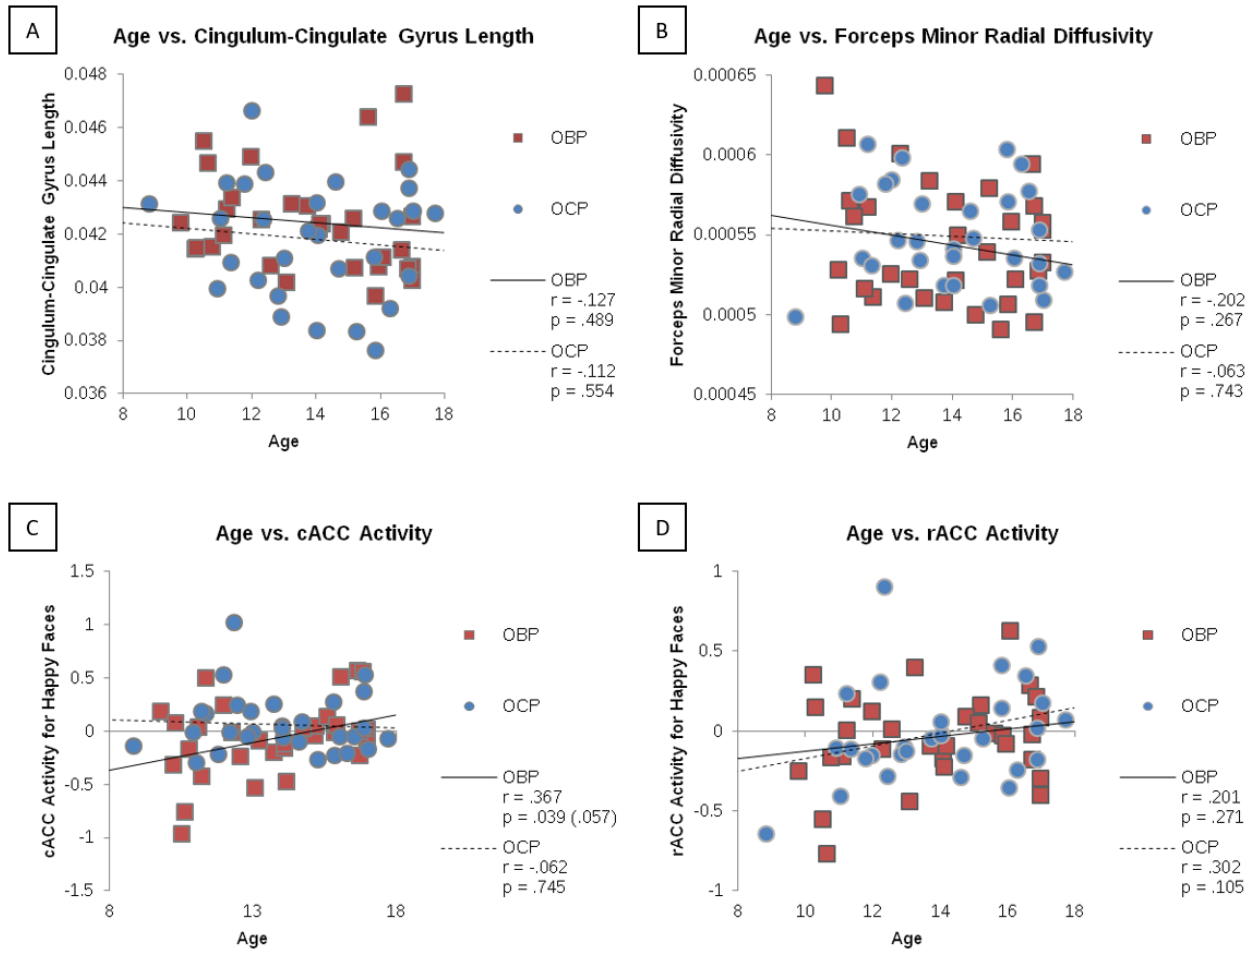 A
Age vs. Cingulum-Cingulate Gyrus Length
Cingulum-Cingulate Gyrus Length
0.048
0.046
0.044
0.042
0.04
0.038
0.036
8 10 12 14 16 18
Age
OBP
OCP
OBP
r = -.127
p = .489
OCP
r = -.112
p = .554
B
Age vs. Forceps Minor Radial Diffusivity
Forceps Minor Radial Diffusivity
0.00065
0.0006
0.00055
0.0005
0.00045
8 10 12 14 16 18
Age
OBP
OCP
OBP
r = -.202
p = .267
OCP
r = -.063
p = .743
C
Age vs. cACC Activity
cACC Activity for Happy Faces
1.5
1
0.5
0
-0.5
-1
-1.5
8 13 18
Age
OBP
OCP
OBP
r = .367
p = .039 (.057)
OCP
r = -.062
p = .745
D
Age vs. rACC Activity
rACC Activity for Happy Faces
1
0.5
0
-0.5
-1
8 10 12 14 16 18
Age
OBP
OCP
OBP
r = .201
p = .271
OCP
r = .302
p = .105